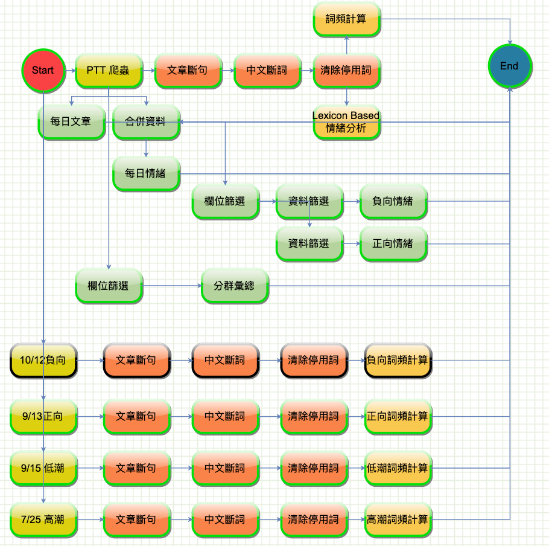 詞頻計算
Start
PTT 爬蟲
文章斷句
中文斷詞
清除停用詞
End
每日文章
合併資料
Lexicon Based
情緒分析
每日情緒
欄位篩選
資料篩選
負向情緒
資料篩選
正向情緒
欄位篩選
分群彙總
10/12負向
文章斷句
中文斷詞
清除停用詞
負向詞頻計算
9/13正向
文章斷句
中文斷詞
清除停用詞
正向詞頻計算
9/15 低潮
文章斷句
中文斷詞
清除停用詞
低潮詞頻計算
7/25 高潮
文章斷句
中文斷詞
清除停用詞
高潮詞頻計算